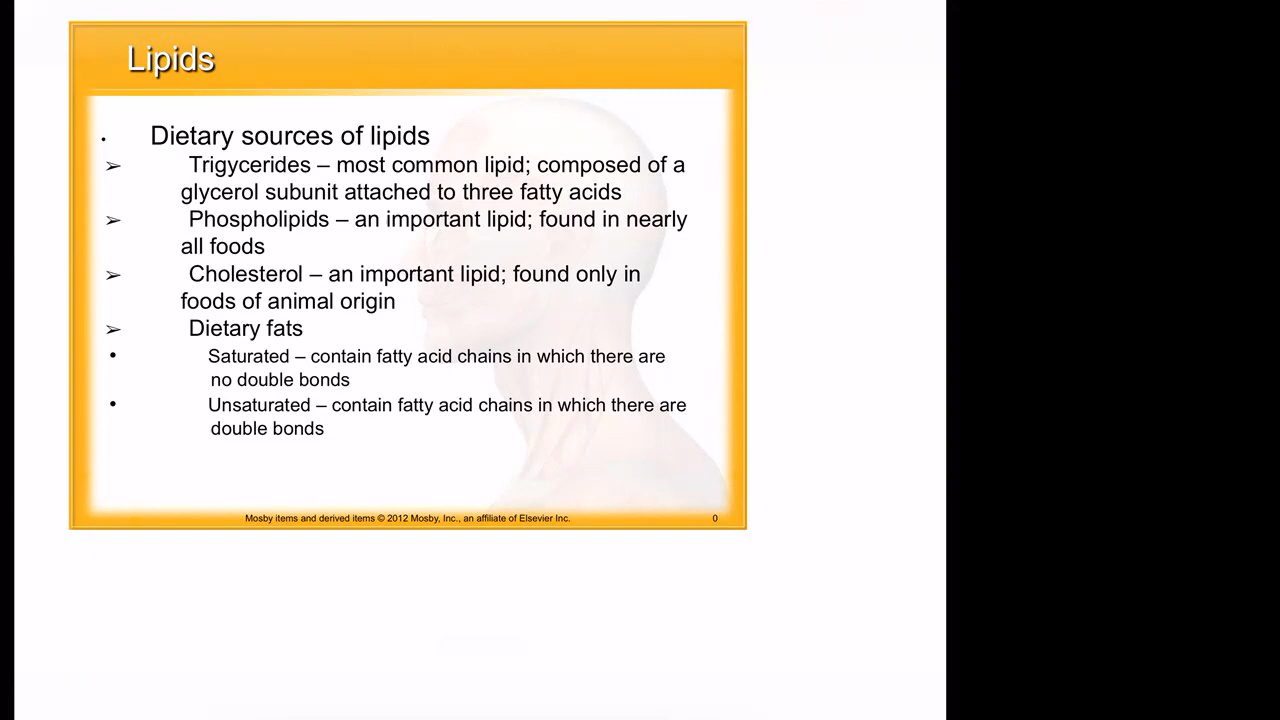 Lipids
• Dietary sources of lipids
➢ Trigycerides – most common lipid; composed of a
glycerol subunit attached to three fatty acids
➢ Phospholipids – an important lipid; found in nearly
all foods
➢ Cholesterol – an important lipid; found only in
foods of animal origin
➢ Dietary fats
• Saturated – contain fatty acid chains in which there are
no double bonds
• Unsaturated – contain fatty acid chains in which there are
double bonds
Mosby items and derived items © 2012 Mosby, Inc., an affiliate of Elsevier Inc. 0